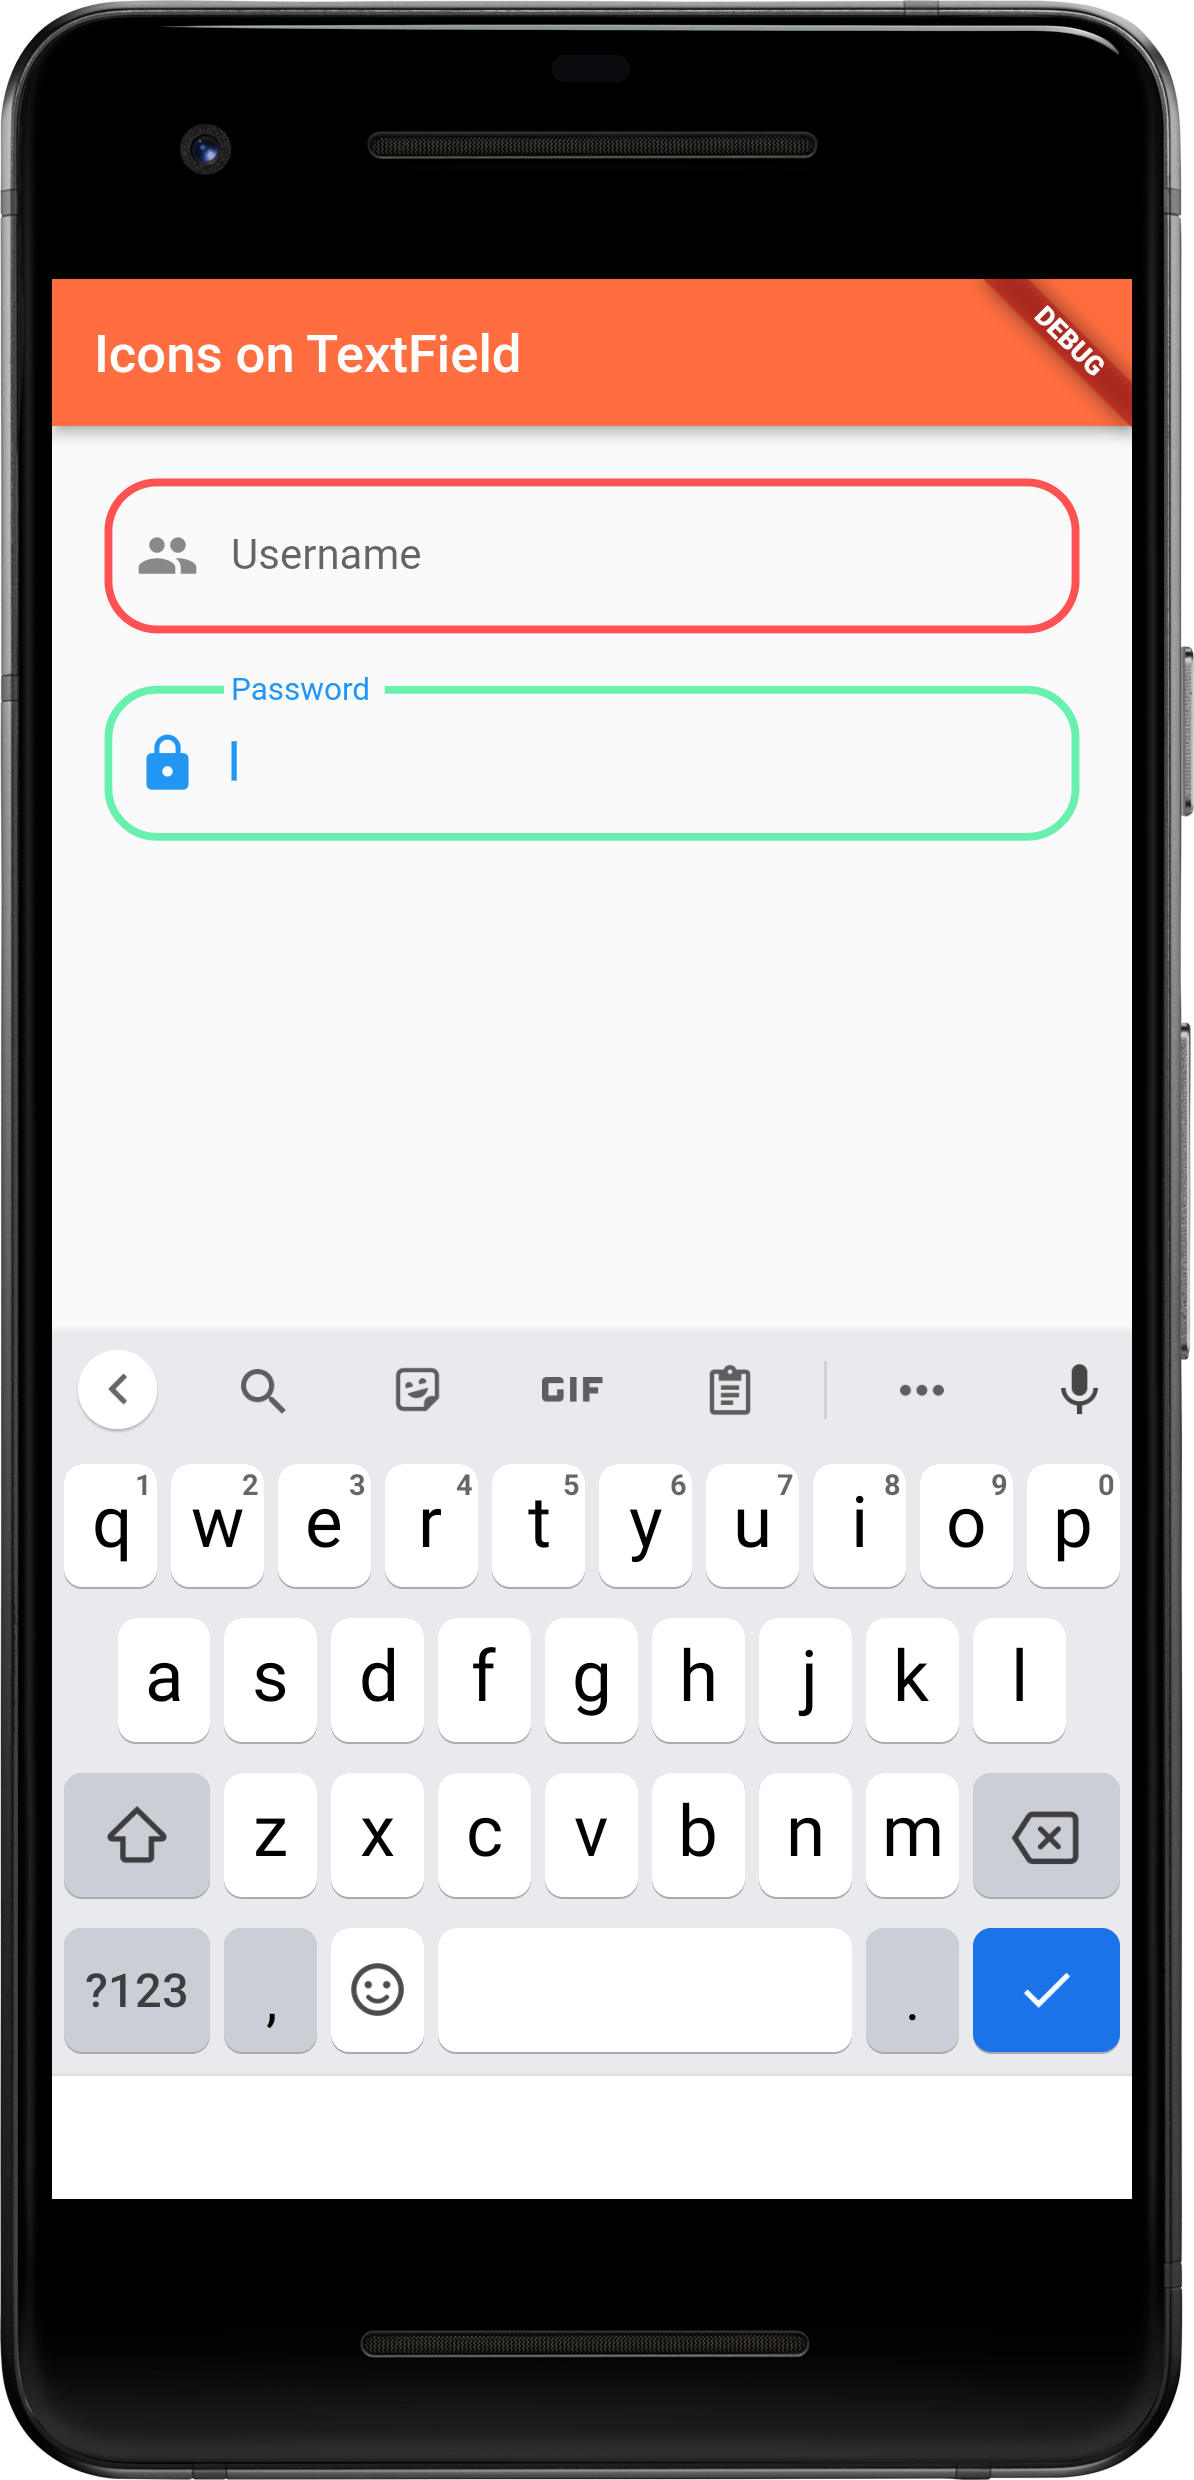 Icons on TextField
DEBUG
Username
Password
GIF
1 2 3 4 5 6 7 8 9 0
q w e r t y u i o p
a s d f g h j k l
z x c v b n m
?123 , .